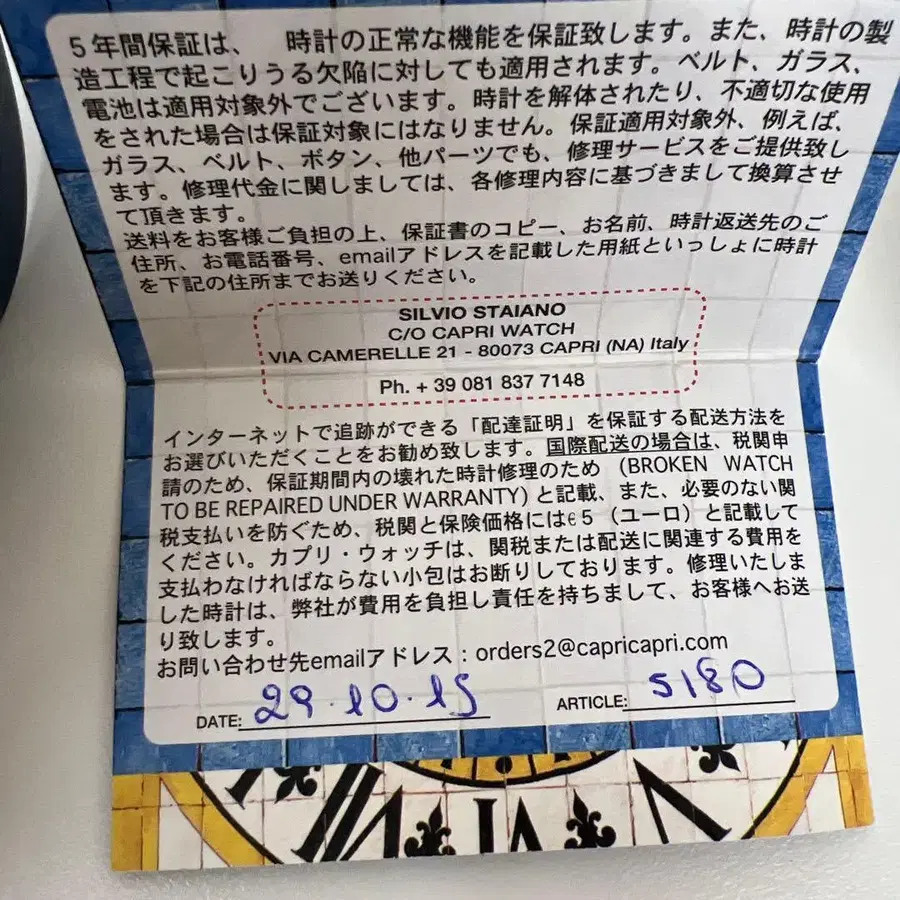 5年間保証は、 時計の正常な機能を保証致します。また、時計の製
造工程で起こりうる欠陥に対しても適用されます。ベルト、ガラス、
電池は適用対象外でございます。時計を解体されたり、不適切な使用
をされた場合は保証対象にはなりません。保証適用対象外、例えば、
ガラス、ベルト、ボタン、他パーツでも、修理サービスをご提供致し
ます。修理代金に関しましては、各修理内容に基づきまして換算させ
て頂きます。
送料をお客様ご負担の上、保証書のコピー、お名前、時計返送先のご
住所、お電話番号、emailアドレスを記載した用紙といっしょに時計
を下記の住所までお送りください。
SILVIO STAIANO
C/O CAPRI WATCH
VIA CAMERELLE 21 - 80073 CAPRI (NA) Italy
Ph. + 39 081 837 7148
インターネットで追跡ができる「配達証明」を保証する配送方法を
お選びいただくことをお勧め致します。国際配送の場合は、税関申
請のため、保証期間内の壊れた時計修理のため (BROKEN WATCH
TO BE REPAIRED UNDER WARRANTY) と記載、また、必要のない関
税支払いを防ぐため、税関と保険価格には€5 (ユーロ) と記載して
ください。カプリ・ウォッチは、関税または配送に関連する費用を
支払わなければならない小包はお断りしております。修理いたしま
した時計は、弊社が費用を負担し責任を持ちまして、お客様へお送
り致します。
お問い合わせ先emailアドレス：orders2@capricapri.com
DATE: 29.10.15 ARTICLE: 5180